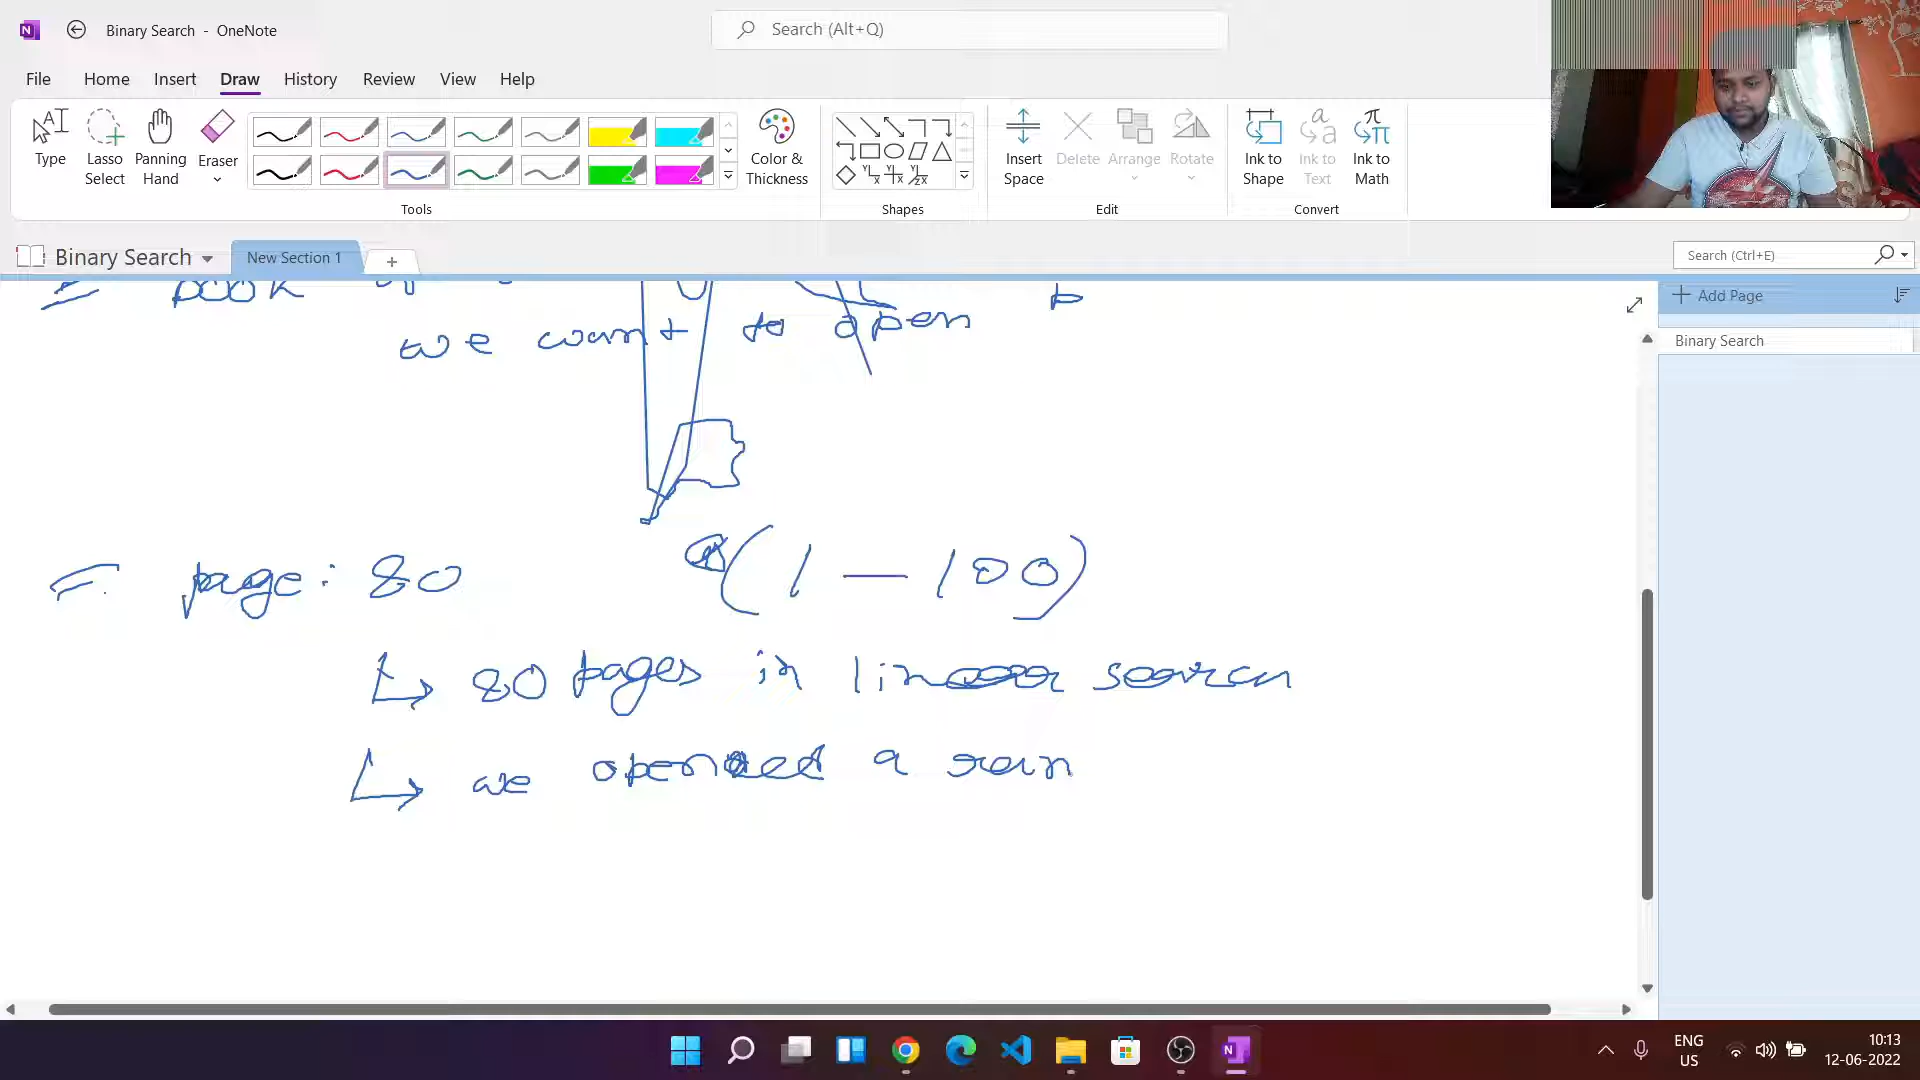 Binary Search - OneNote
Search (Alt+Q)
File Home Insert Draw History Review View Help
Type
Lasso Select
Panning Hand
Eraser
Color & Thickness
Insert Space
Delete
Arrange
Rotate
Ink to Shape
Ink to Text
Ink to Math
Tools
Shapes
Edit
Convert
Binary Search
New Section 1
Search (Ctrl+E)
Add Page
Binary Search
book
we want to open
page: 80 (1 — 100)
80 pages in linear search
we opened a ran
ENG
US
10:13
12-06-2022